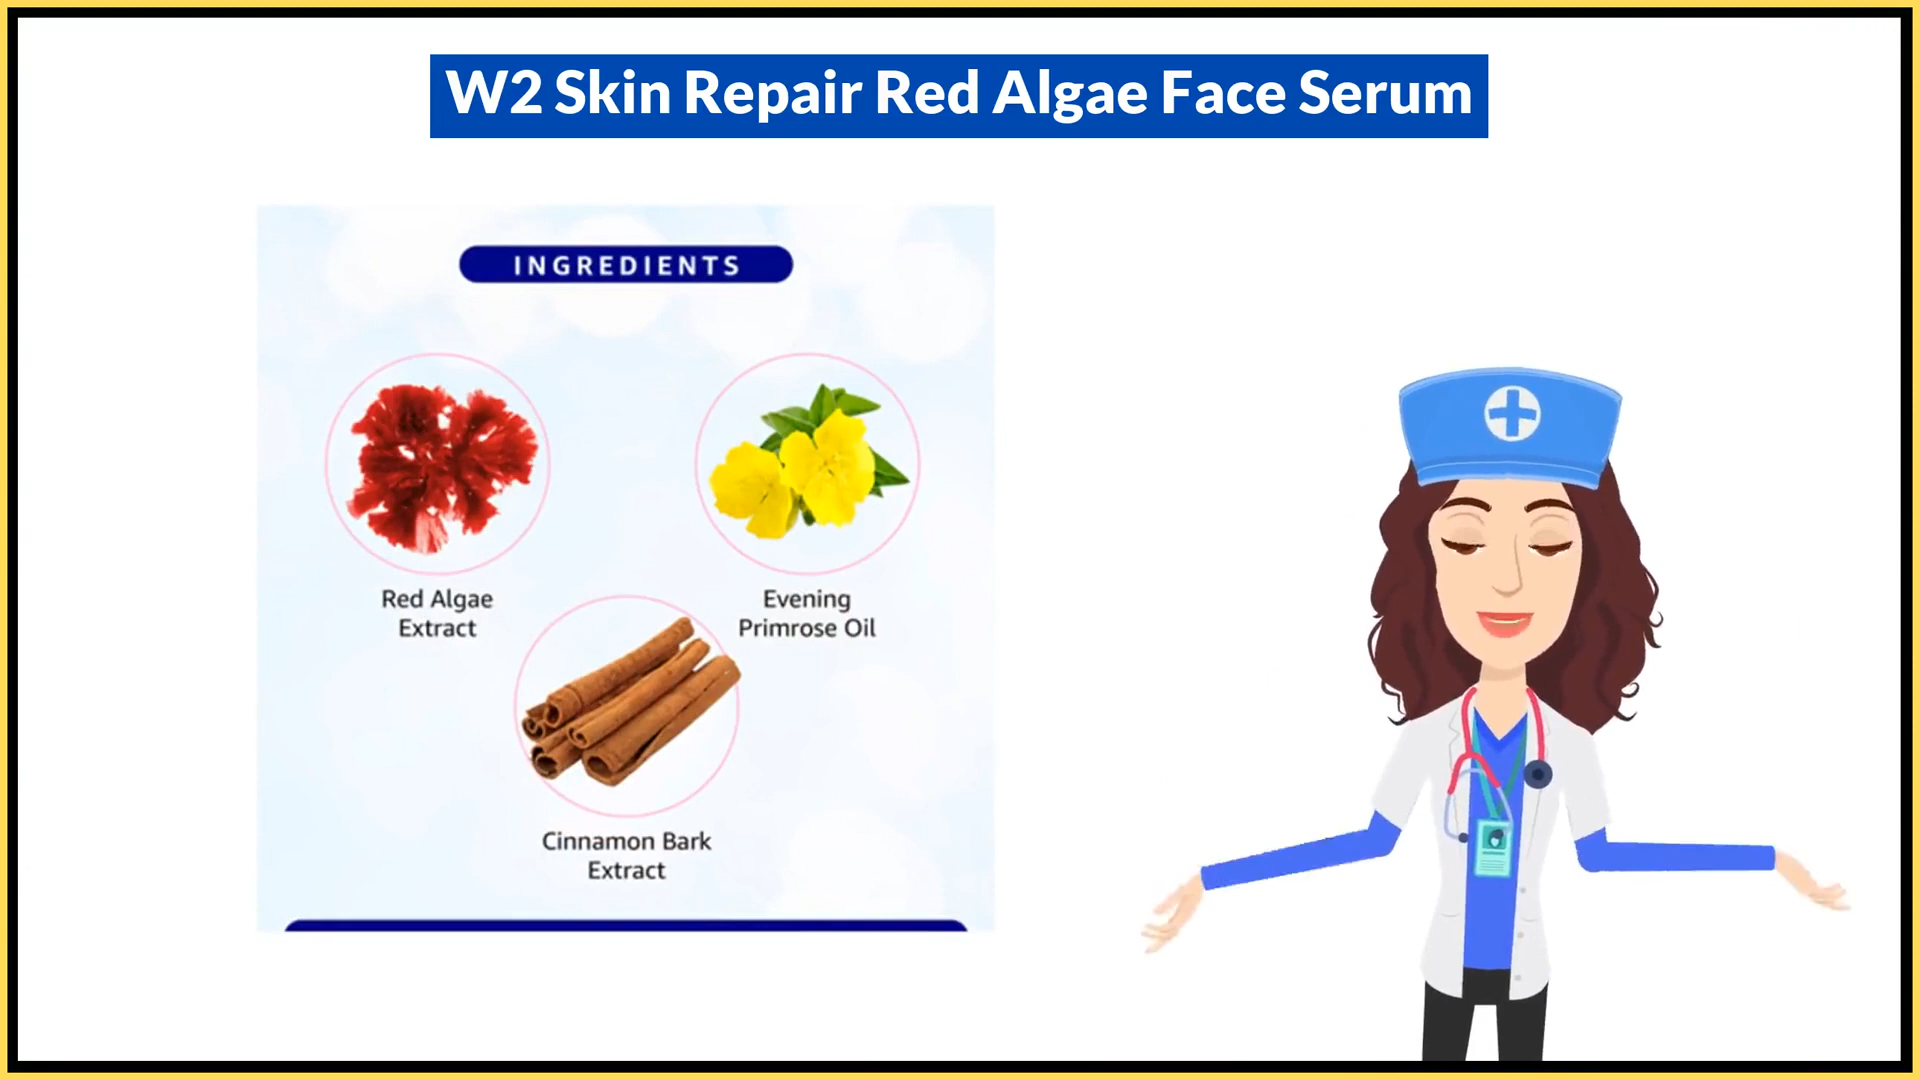 W2 Skin Repair Red Algae Face Serum
INGREDIENTS
Red Algae
Extract
Evening
Primrose Oil
Cinnamon Bark
Extract